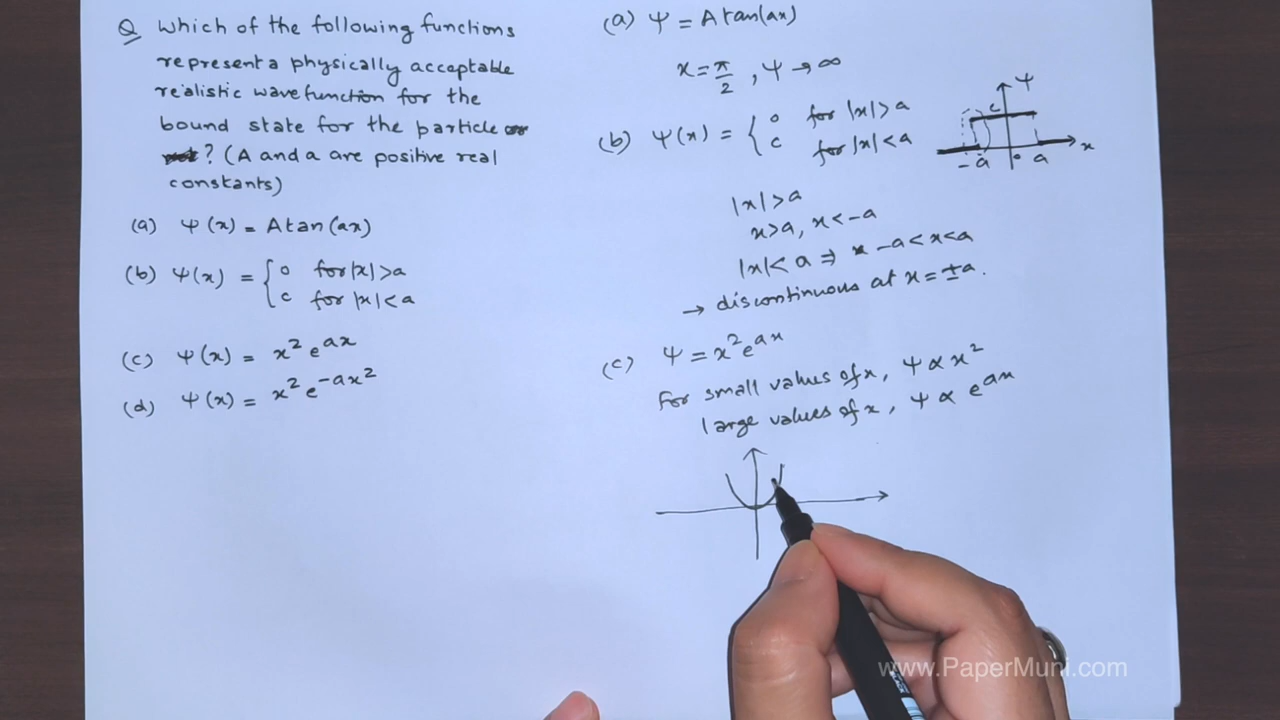 Q Which of the following functions
represent a physically acceptable
realistic wavefunction for the
bound state for the particle or
not? (A and a are positive real
constants)
(a) Ψ(x) = A tan(ax)
(b) Ψ(x) = { 0 for |x| > a
c for |x| < a
(c) Ψ(x) = x² e^{ax}
(d) Ψ(x) = x² e^{-ax²}
(a) Ψ = A tan(ax)
x = π/2 , Ψ → ∞
(b) Ψ(x) = { 0 for |x| > a
c for |x| < a
Ψ
c
-a 0 a x
|x| > a
x > a, x < -a
|x| < a ⇒ x -a < x < a
→ discontinuous at x = ±a.
(c) Ψ = x² e^{ax}
For small values of x, Ψ ∝ x²
large values of x, Ψ ∝ e^{ax}
www.PaperMuni.com